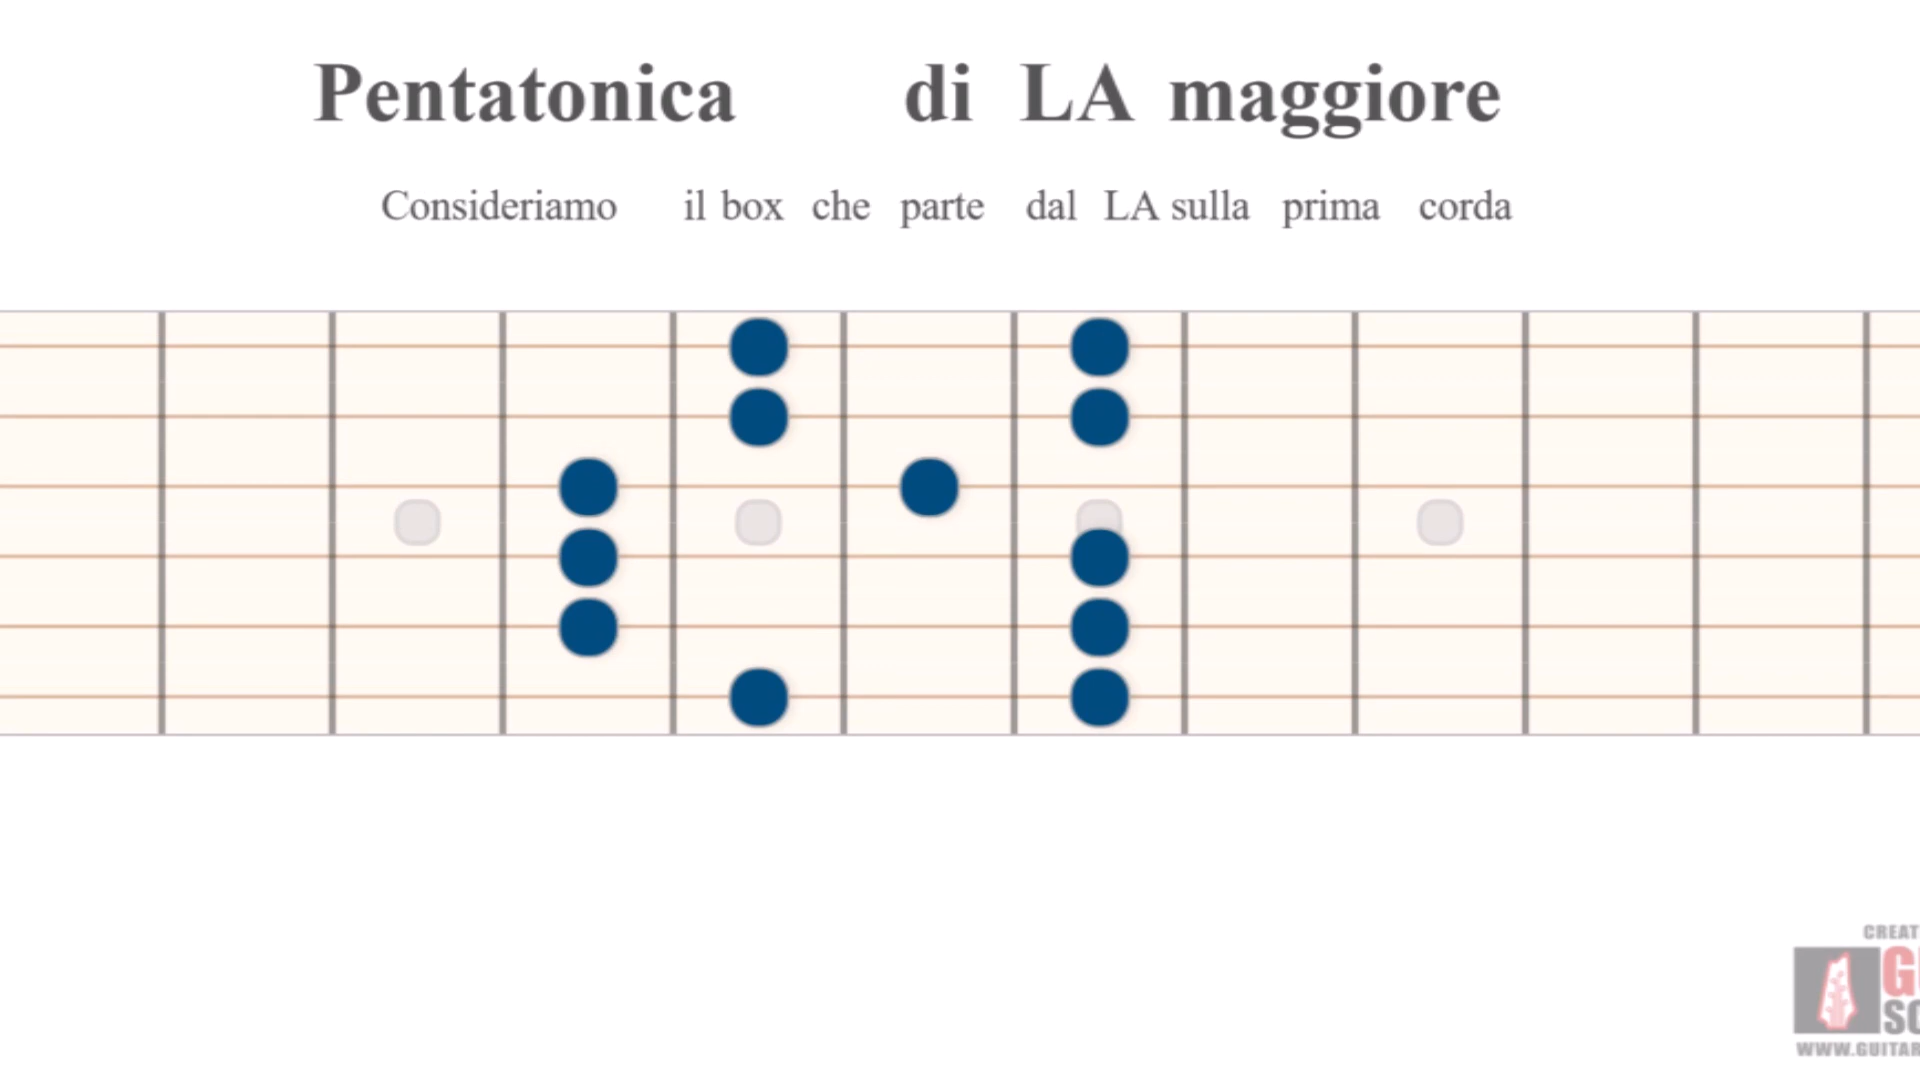 Pentatonica di LA maggiore
Consideriamo il box che parte dal LA sulla prima corda